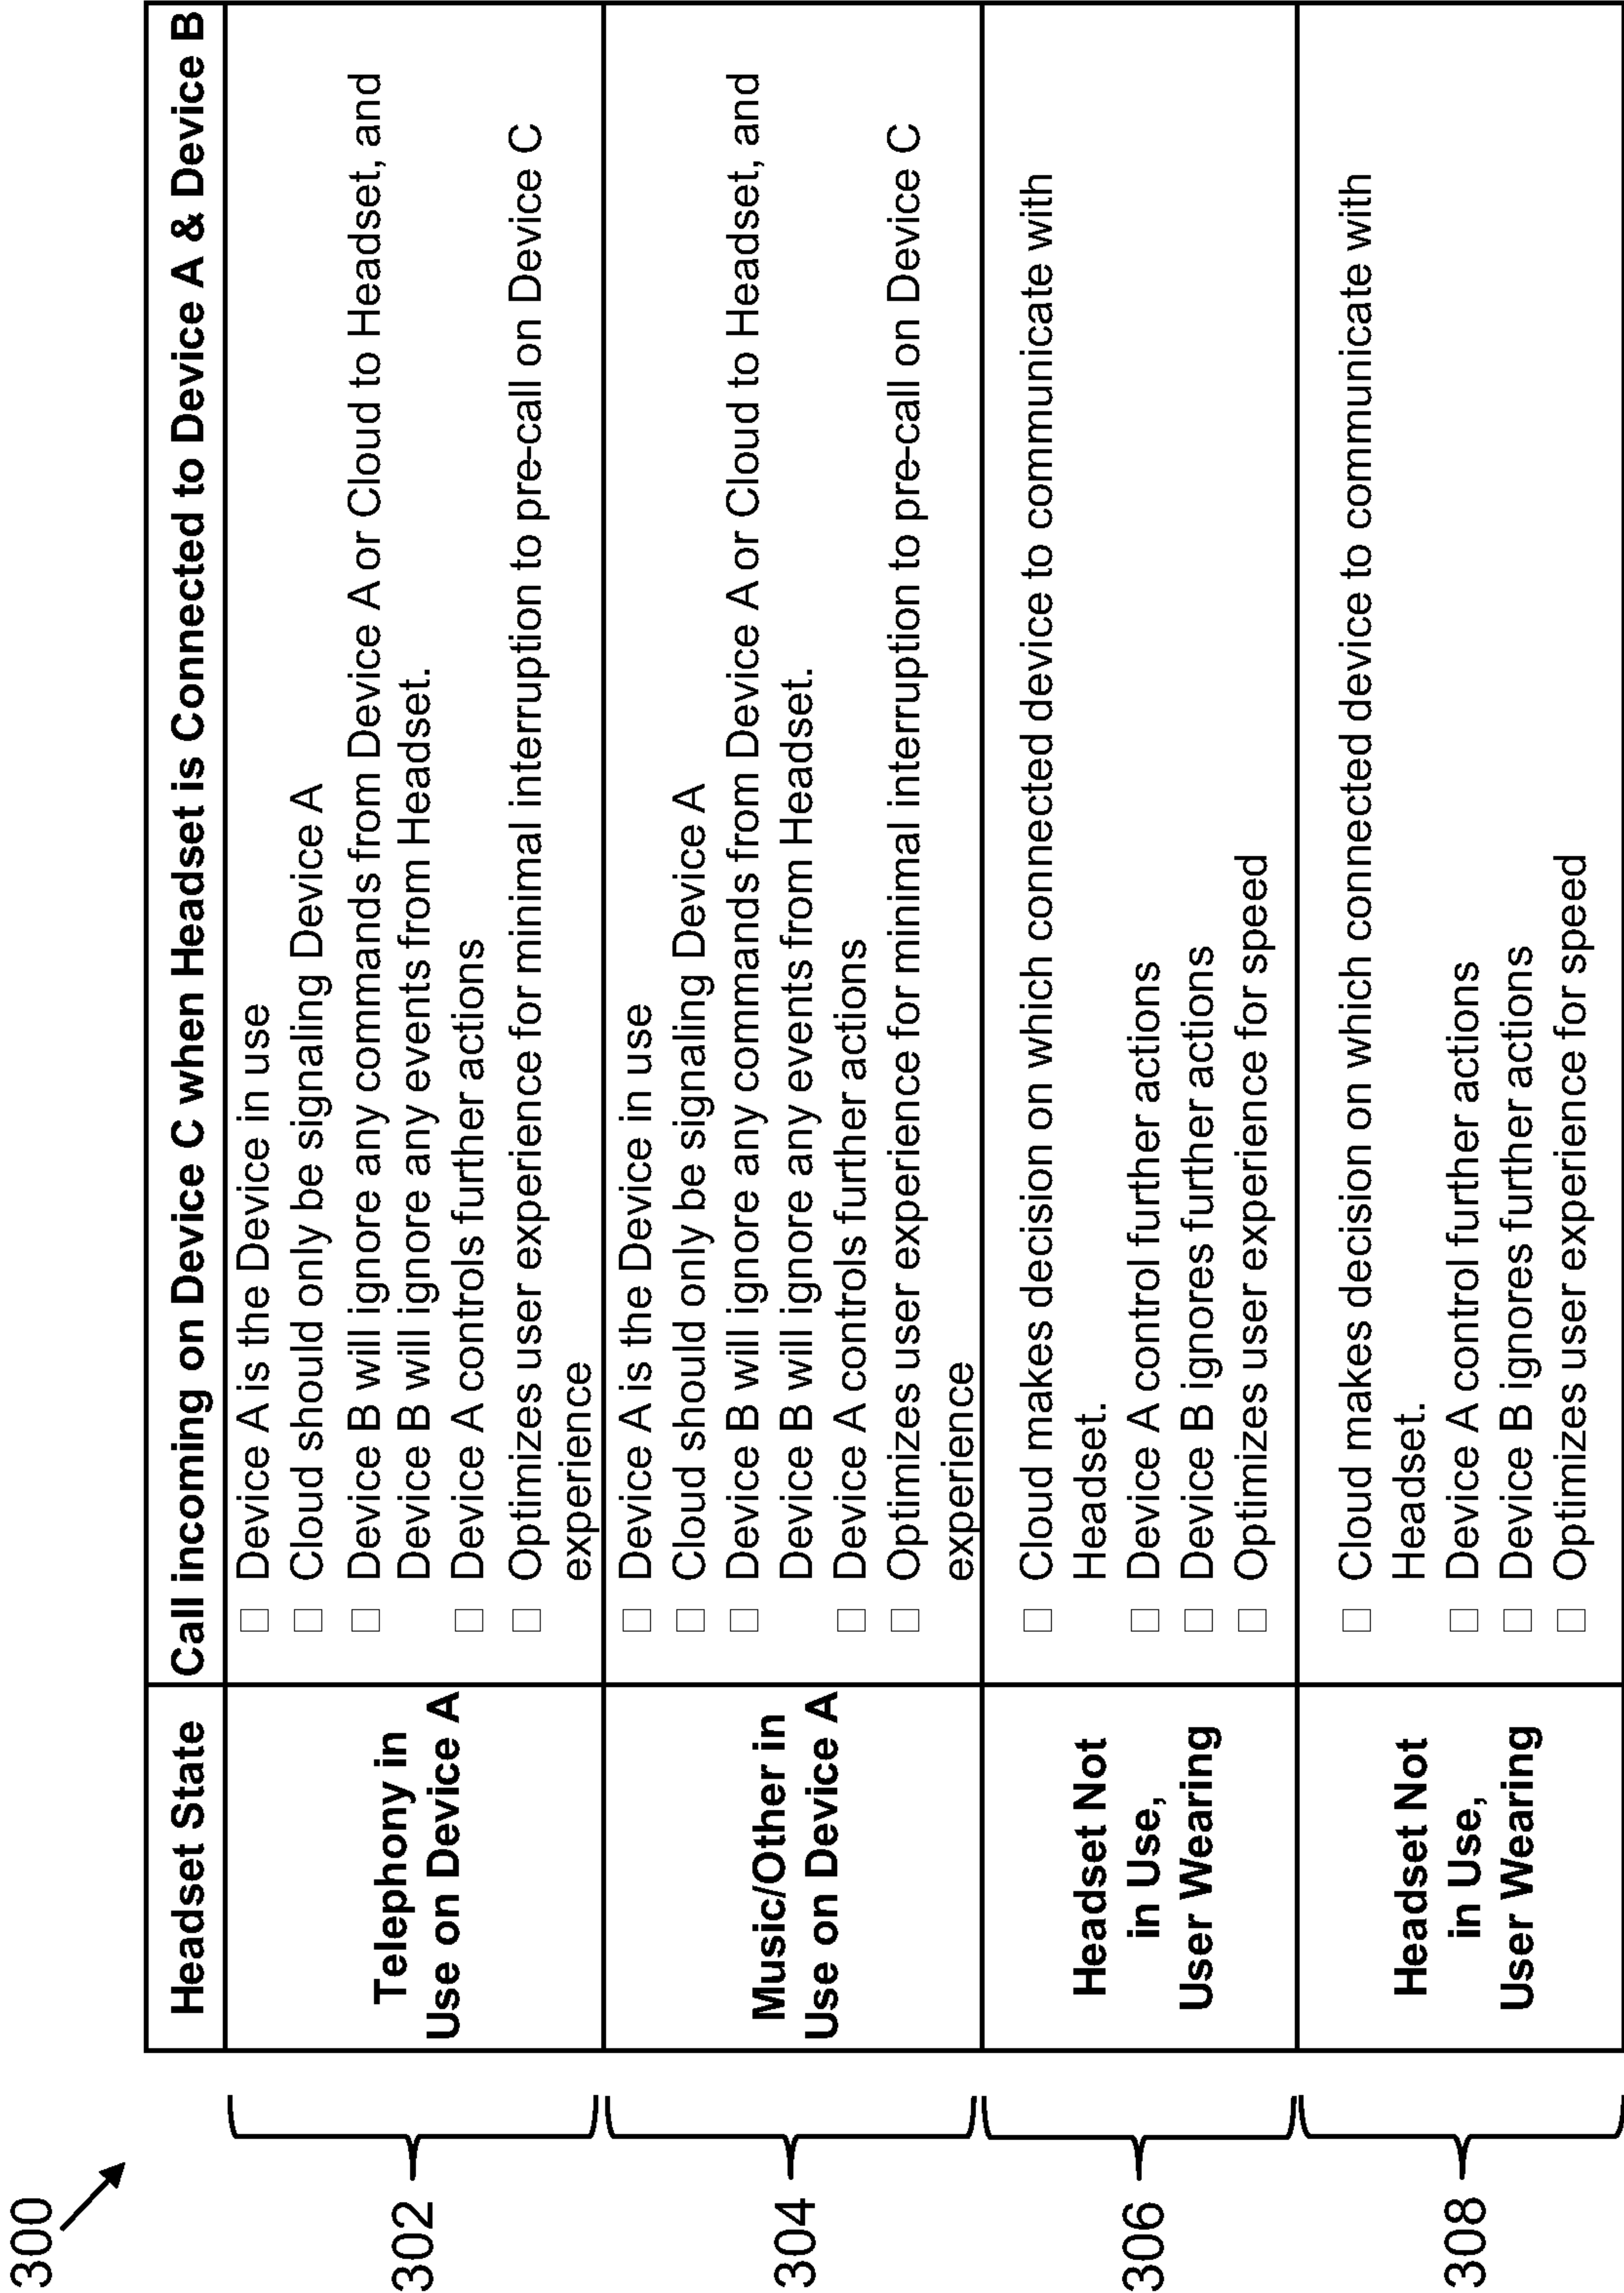 300
Headset State
Call incoming on Device C when Headset is Connected to Device A & Device B
302
Telephony in
Use on Device A
☐ Device A is the Device in use
☐ Cloud should only be signaling Device A
☐ Device B will ignore any commands from Device A or Cloud to Headset, and
Device B will ignore any events from Headset.
☐ Device A controls further actions
☐ Optimizes user experience for minimal interruption to pre-call on Device C
experience
304
Music/Other in
Use on Device A
☐ Device A is the Device in use
☐ Cloud should only be signaling Device A
☐ Device B will ignore any commands from Device A or Cloud to Headset, and
Device B will ignore any events from Headset.
☐ Device A controls further actions
☐ Optimizes user experience for minimal interruption to pre-call on Device C
experience
306
Headset Not
in Use,
User Wearing
☐ Cloud makes decision on which connected device to communicate with
Headset.
☐ Device A control further actions
☐ Device B ignores further actions
☐ Optimizes user experience for speed
308
Headset Not
in Use,
User Wearing
☐ Cloud makes decision on which connected device to communicate with
Headset.
☐ Device A control further actions
☐ Device B ignores further actions
☐ Optimizes user experience for speed